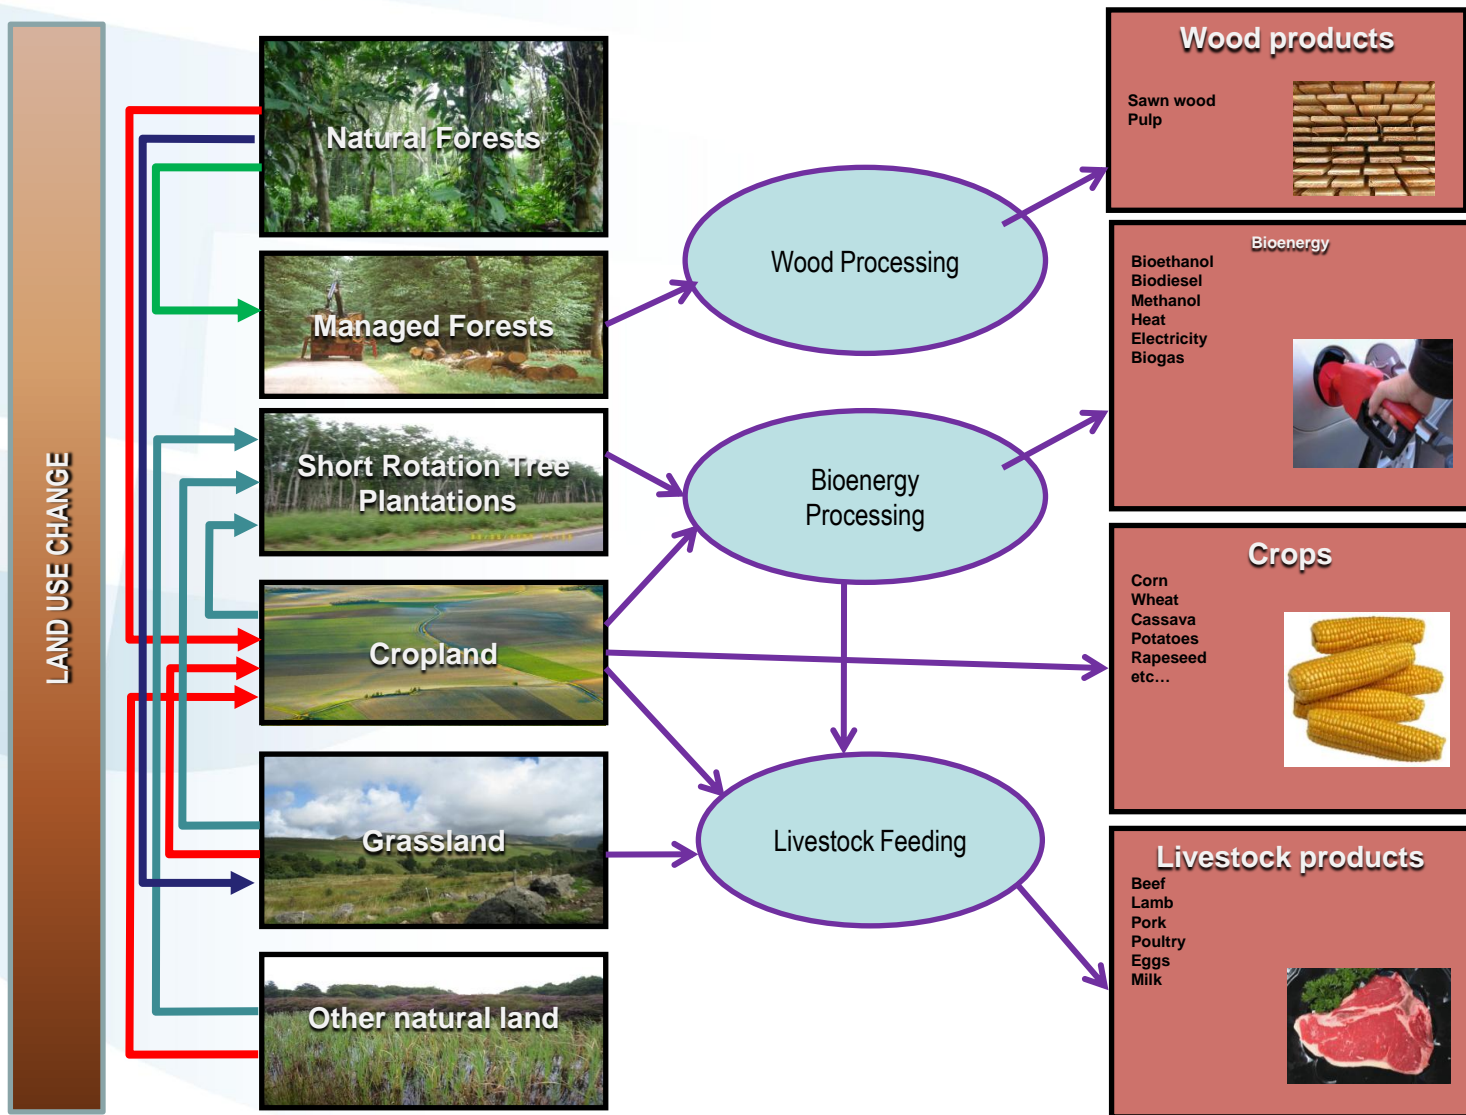 LAND USE CHANGE
Natural Forests
Managed Forests
Short Rotation Tree
Plantations
Cropland
Grassland
Other natural land
Wood Processing
Bioenergy
Processing
Livestock Feeding
Wood products
Sawn wood
Pulp
Bioenergy
Bioethanol
Biodiesel
Methanol
Heat
Electricity
Biogas
Crops
Corn
Wheat
Cassava
Potatoes
Rapeseed
etc…
Livestock products
Beef
Lamb
Pork
Poultry
Eggs
Milk